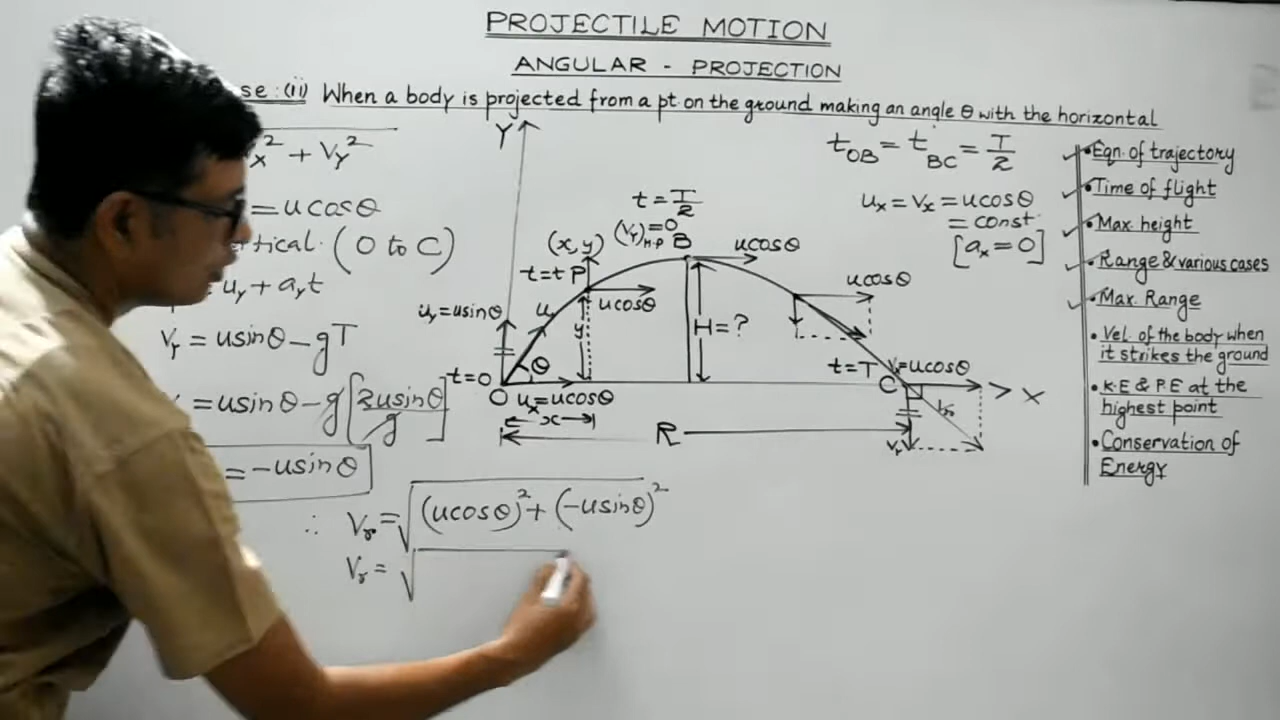 PROJECTILE MOTION
ANGULAR - PROJECTION
se: (ii) When a body is projected from a pt. on the ground making an angle θ with the horizontal
x² + Vy²
= ucosθ
rtical. (O to C)
uy + ayt
Vy = usinθ - gT
= usinθ - g[2usinθ/g]
= -usinθ
∴ Vr = √(ucosθ)² + (-usinθ)²
Vr = √
Y
t = T/2
(x, y)
(Vy)H.P = 0
B
ucosθ
t=t P
ucosθ
uy = usinθ
u
y
H = ?
ucosθ
θ
t=0
O
ux = ucosθ
x
R
t = T
C
Vx = ucosθ
X
Vy
Vr
tOB = tBC = T/2
ux = vx = ucosθ
= const.
[ax = 0]
✓ • Eqn. of trajectory
✓ • Time of flight
✓ • Max. height
✓ • Range & various cases
✓ • Max. Range
• Vel. of the body when
it strikes the ground
• K.E & P.E at the
highest point
• Conservation of
Energy